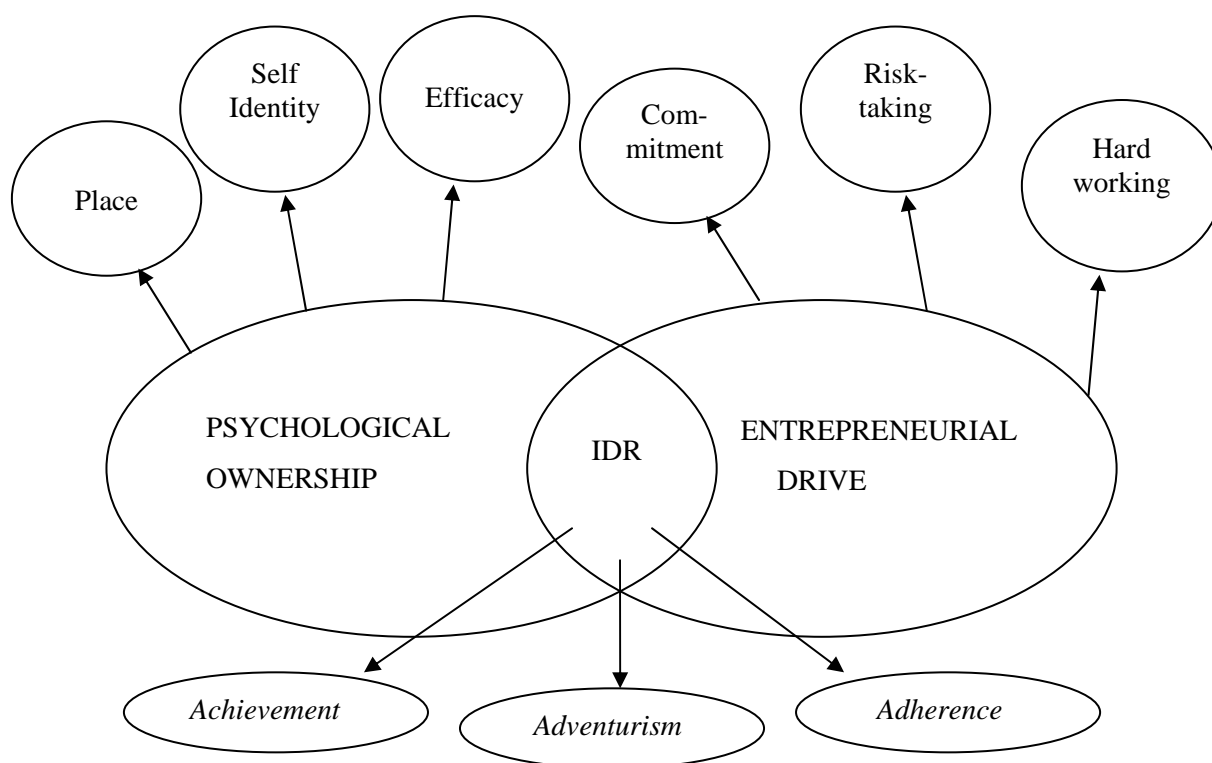 Self
Identity
Efficacy
Risk-
taking
Com-
mitment
Hard
working
Place
PSYCHOLOGICAL
OWNERSHIP
IDR
ENTREPRENEURIAL
DRIVE
Achievement
Adventurism
Adherence